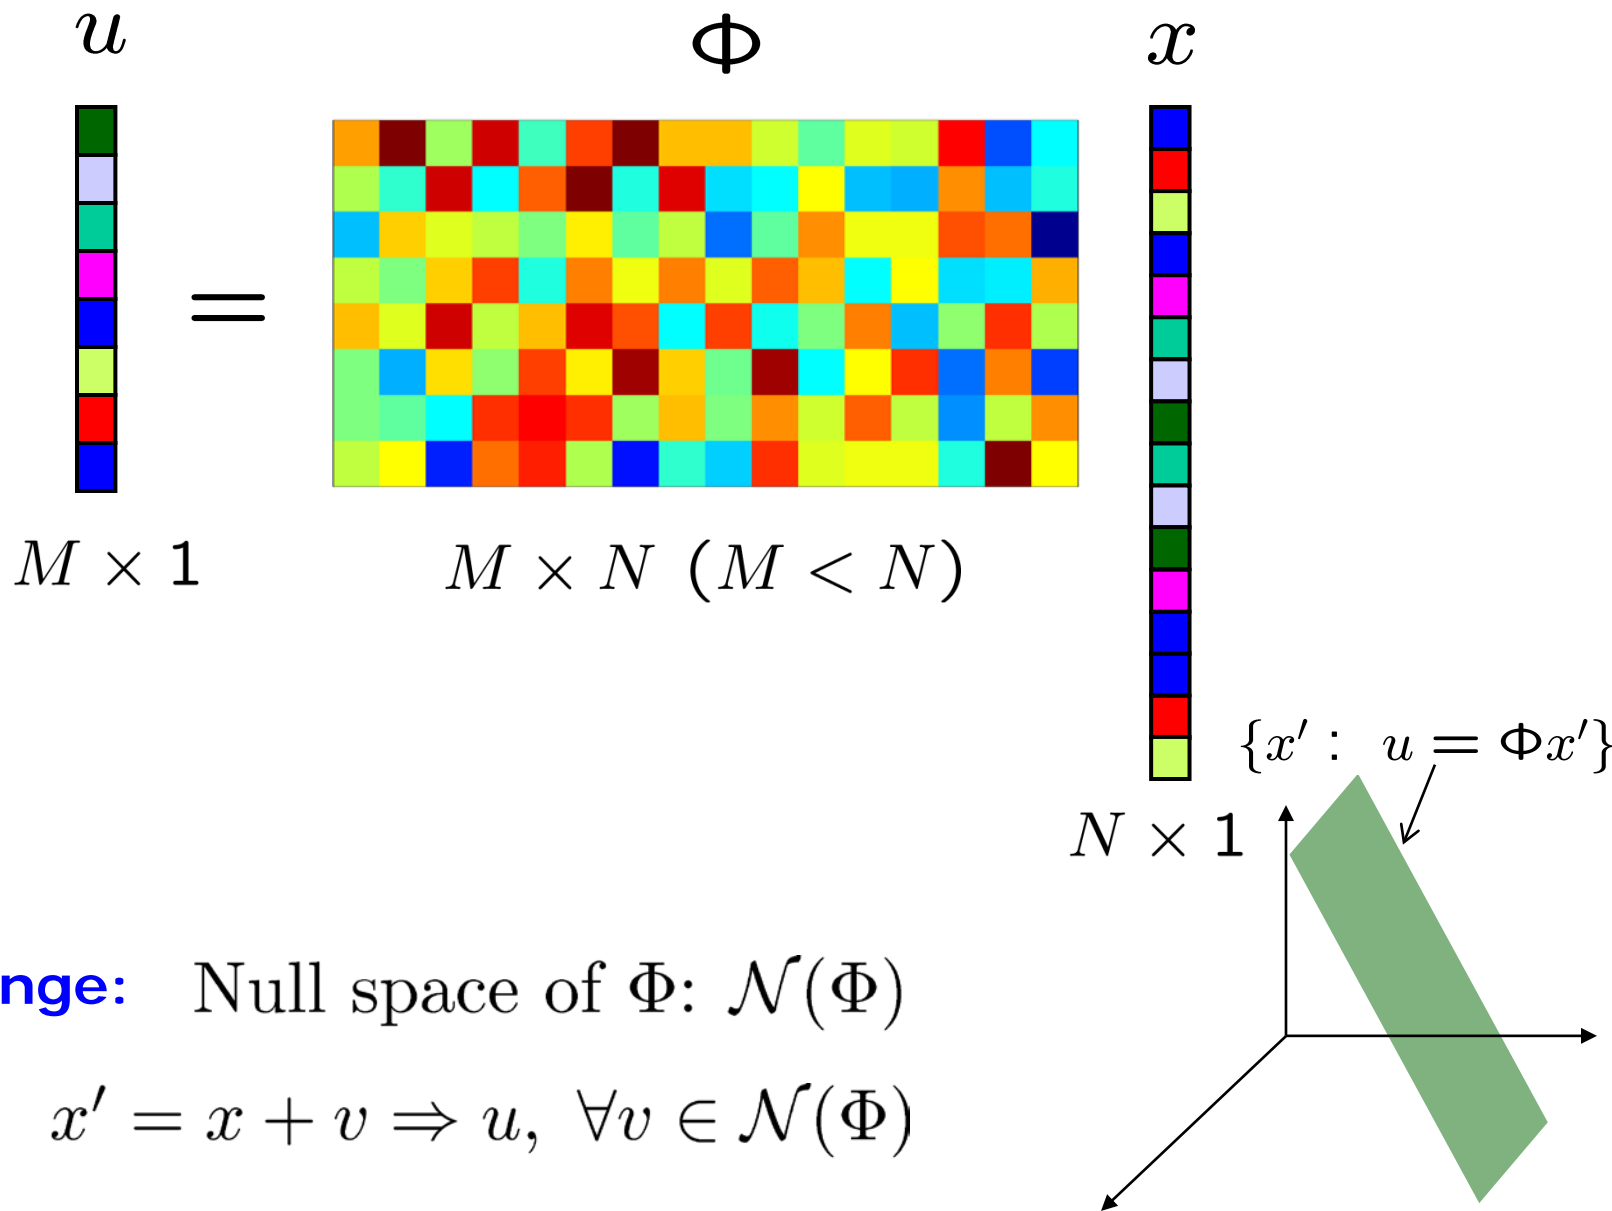 u
Φ
x
=
M × 1
M × N (M < N)
{x′ : u = Φx′}
N × 1
nge: Null space of Φ: 𝒩(Φ)
x′ = x + v ⇒ u, ∀v ∈ 𝒩(Φ)